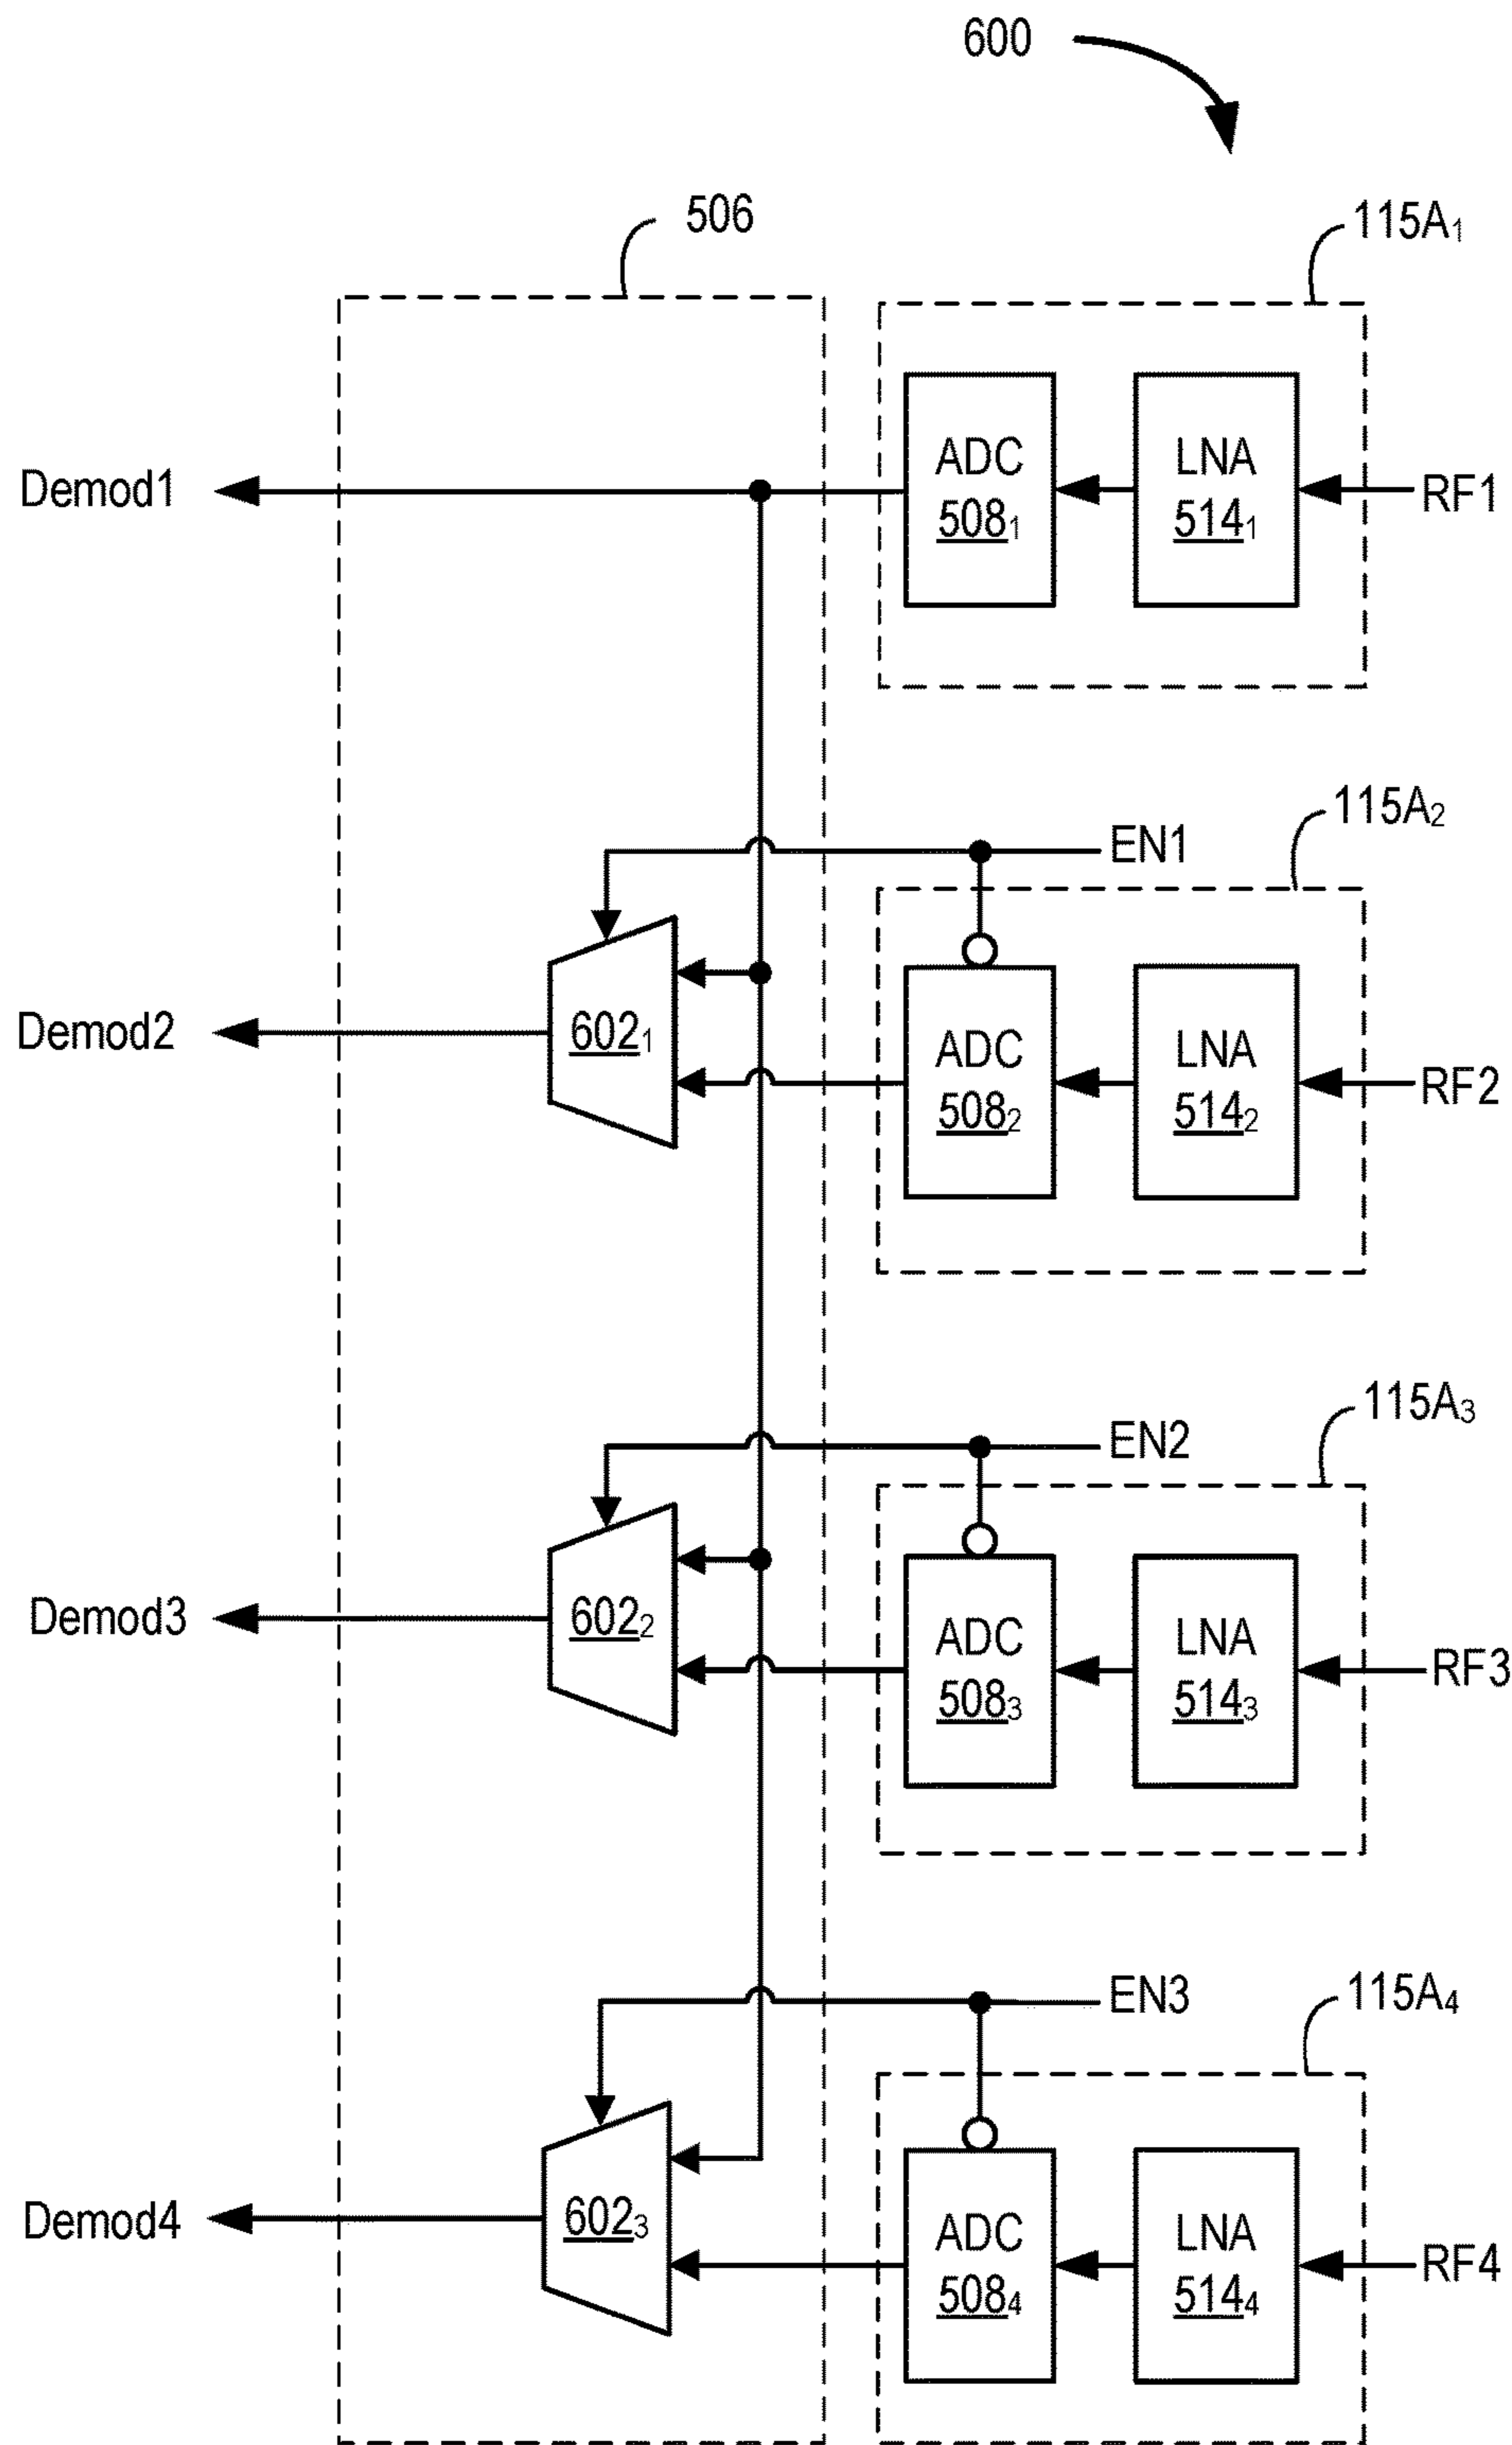 600
506
115A₁
ADC
508₁
LNA
514₁
Demod1
RF1
115A₂
EN1
ADC
508₂
LNA
514₂
602₁
Demod2
RF2
115A₃
EN2
ADC
508₃
LNA
514₃
602₂
Demod3
RF3
115A₄
EN3
ADC
508₄
LNA
514₄
602₃
Demod4
RF4